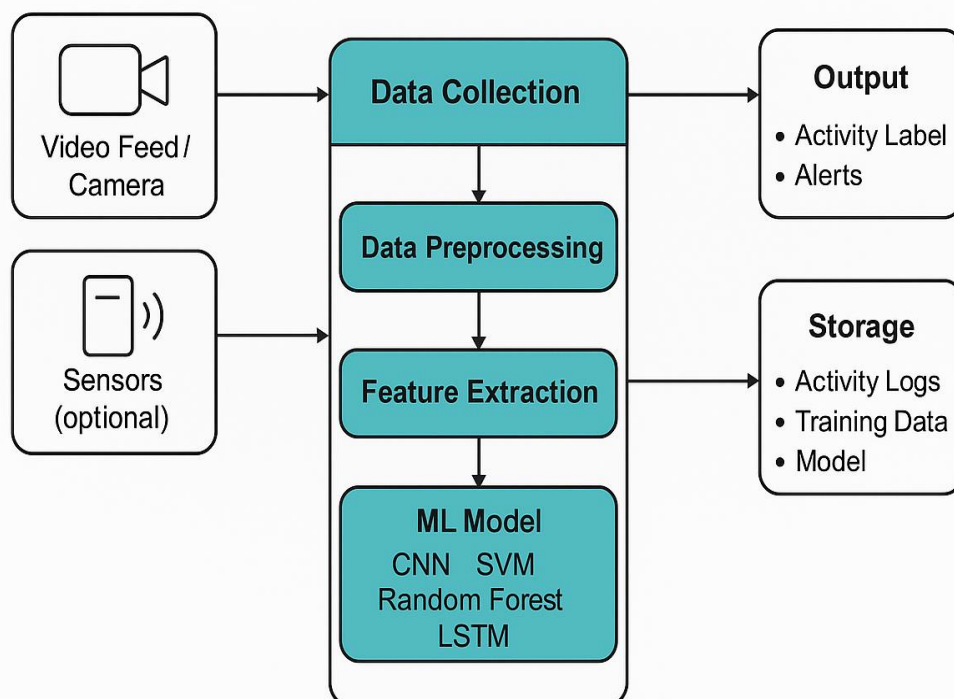 Video Feed /
Camera
Sensors
(optional)
Data Collection
Data Preprocessing
Feature Extraction
ML Model
CNN SVM
Random Forest
LSTM
Output
• Activity Label
• Alerts
Storage
• Activity Logs
• Training Data
• Model